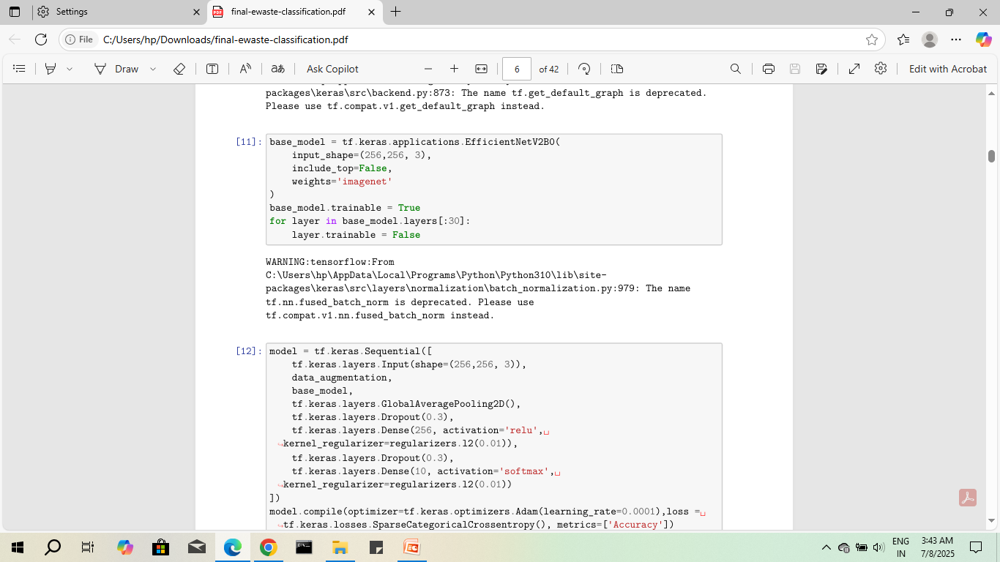 Settings
final-ewaste-classification.pdf
File
C:/Users/hp/Downloads/final-ewaste-classification.pdf
Draw
Ask Copilot
6
of 42
Edit with Acrobat
packages\keras\src\backend.py:873: The name tf.get_default_graph is deprecated.
Please use tf.compat.v1.get_default_graph instead.
[11]: base_model = tf.keras.applications.EfficientNetV2B0(
input_shape=(256,256, 3),
include_top=False,
weights='imagenet'
)
base_model.trainable = True
for layer in base_model.layers[:30]:
layer.trainable = False
WARNING:tensorflow:From
C:\Users\hp\AppData\Local\Programs\Python\Python310\lib\site-
packages\keras\src\layers\normalization\batch_normalization.py:979: The name
tf.nn.fused_batch_norm is deprecated. Please use
tf.compat.v1.nn.fused_batch_norm instead.
[12]: model = tf.keras.Sequential([
tf.keras.layers.Input(shape=(256,256, 3)),
data_augmentation,
base_model,
tf.keras.layers.GlobalAveragePooling2D(),
tf.keras.layers.Dropout(0.3),
tf.keras.layers.Dense(256, activation='relu',␣
↪kernel_regularizer=regularizers.l2(0.01)),
tf.keras.layers.Dropout(0.3),
tf.keras.layers.Dense(10, activation='softmax',␣
↪kernel_regularizer=regularizers.l2(0.01))
])
model.compile(optimizer=tf.keras.optimizers.Adam(learning_rate=0.0001),loss =␣
↪tf.keras.losses.SparseCategoricalCrossentropy(), metrics=['Accuracy'])
ENG
IN
3:43 AM
7/8/2025